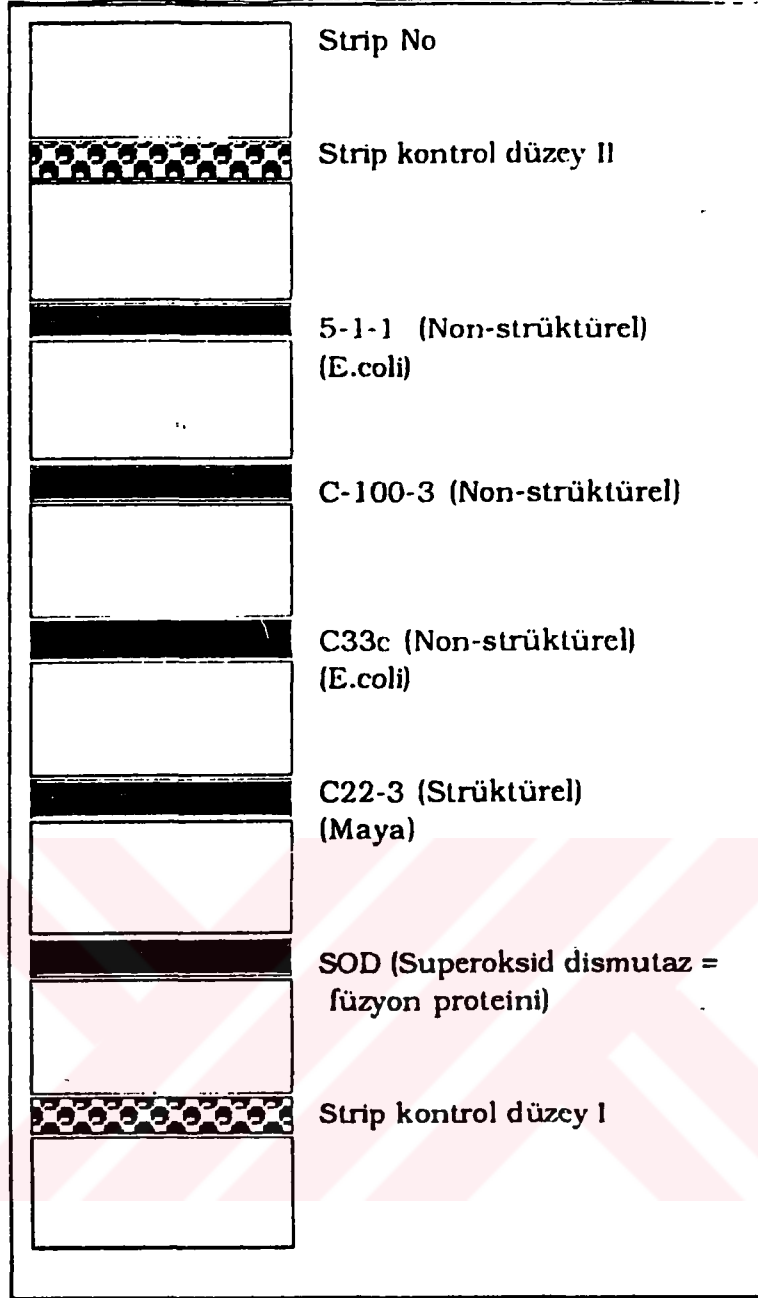 Strip No
Strip kontrol düzey II
5-1-1 (Non-strüktürel)
(E.coli)
C-100-3 (Non-strüktürel)
C33c (Non-strüktürel)
(E.coli)
C22-3 (Strüktürel)
(Maya)
SOD (Superoksid dismutaz =
füzyon proteini)
Strip kontrol düzey I